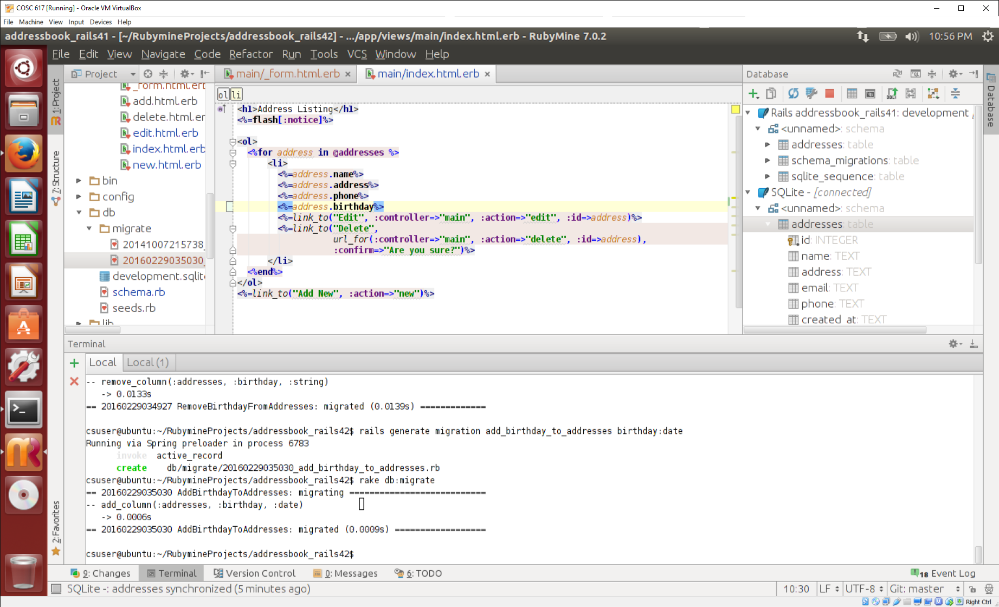 COSC 617 [Running] - Oracle VM VirtualBox
File Machine View Input Devices Help
addressbook_rails41 - [~/RubymineProjects/addressbook_rails42] - .../app/views/main/index.html.erb - RubyMine 7.0.2
10:56 PM
File Edit View Navigate Code Refactor Run Tools VCS Window Help
1: Project
7: Structure
2: Favorites
Project
_form.html.erb
add.html.erb
delete.html.er
edit.html.erb
index.html.erb
new.html.erb
bin
config
db
migrate
20141007215738_
20160229035030_
development.sqlite
schema.rb
seeds.rb
lib
main/_form.html.erb
main/index.html.erb
ol li
<h1>Address Listing</h1>
<%=flash[:notice]%>
<ol>
<%for address in @addresses %>
<li>
<%=address.name%>
<%=address.address%>
<%=address.phone%>
<%=address.birthday%>
<%=link_to("Edit", :controller=>"main", :action=>"edit", :id=>address)%>
<%=link_to("Delete",
url_for(:controller=>"main", :action=>"delete", :id=>address),
:confirm=>"Are you sure?")%>
</li>
<%end%>
</ol>
<%=link_to("Add New", :action=>"new")%>
Database
Database
Rails addressbook_rails41: development
<unnamed>: schema
addresses: table
schema_migrations: table
sqlite_sequence: table
SQLite - [connected]
<unnamed>: schema
addresses: table
id: INTEGER
name: TEXT
address: TEXT
email: TEXT
phone: TEXT
created_at: TEXT
Terminal
Local Local (1)
-- remove_column(:addresses, :birthday, :string)
-> 0.0133s
== 20160229034927 RemoveBirthdayFromAddresses: migrated (0.0139s) =============
csuser@ubuntu:~/RubymineProjects/addressbook_rails42$ rails generate migration add_birthday_to_addresses birthday:date
Running via Spring preloader in process 6783
invoke active_record
create db/migrate/20160229035030_add_birthday_to_addresses.rb
csuser@ubuntu:~/RubymineProjects/addressbook_rails42$ rake db:migrate
== 20160229035030 AddBirthdayToAddresses: migrating ===========================
-- add_column(:addresses, :birthday, :date)
-> 0.0006s
== 20160229035030 AddBirthdayToAddresses: migrated (0.0009s) ==================
csuser@ubuntu:~/RubymineProjects/addressbook_rails42$
9: Changes Terminal Version Control 0: Messages 6: TODO 18 Event Log
SQLite -: addresses synchronized (5 minutes ago) 10:30 LF UTF-8 Git: master
Right Ctrl